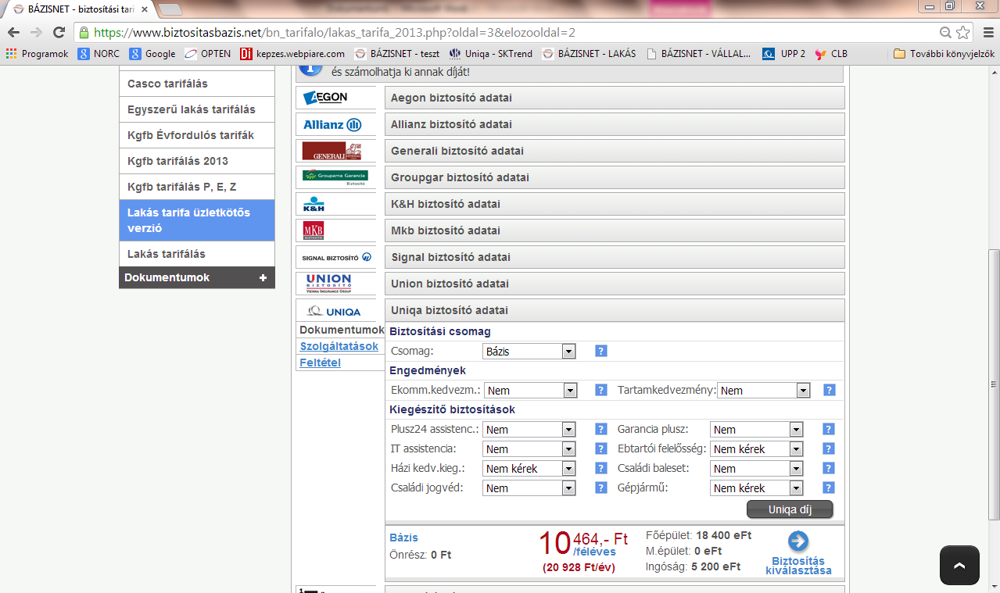 BÁZISNET - biztosítási tari
https://www.biztositasbazis.net/bn_tarifalo/lakas_tarifa_2013.php?oldal=3&elozooldal=2
Programok NORC Google OPTEN Di kepzes.webpiare.com BÁZISNET - teszt Uniqa - SKTrend BÁZISNET - LAKÁS BÁZISNET - VÁLLAL... UPP 2 CLB További könyvjelzők
és számolhatja ki annak díját!
Casco tarifálás
Egyszerű lakás tarifálás
Kgfb Évfordulós tarifák
Kgfb tarifálás 2013
Kgfb tarifálás P, E, Z
Lakás tarifa üzletkötős
verzió
Lakás tarifálás
Dokumentumok +
AEGON Aegon biztosító adatai
Allianz Allianz biztosító adatai
GENERALI Generali biztosító adatai
Groupama Garancia
Biztosító
Groupgar biztosító adatai
K&H K&H biztosító adatai
MKB
BIZTOSÍTÓ
Mkb biztosító adatai
SIGNAL BIZTOSÍTÓ Signal biztosító adatai
UNION
BIZTOSÍTÓ
VIENNA INSURANCE GROUP
Union biztosító adatai
UNIQA Uniqa biztosító adatai
Dokumentumok
Szolgáltatások
Feltétel
Biztosítási csomag
Csomag: Bázis ?
Engedmények
Ekomm.kedvezm.: Nem ? Tartamkedvezmény: Nem ?
Kiegészítő biztosítások
Plusz24 assistenc.: Nem ? Garancia plusz: Nem ?
IT assistencia: Nem ? Ebtartói felelősség: Nem kérek ?
Házi kedv.kieg.: Nem kérek ? Családi baleset: Nem ?
Családi jogvéd: Nem ? Gépjármű: Nem kérek ?
Uniqa díj
Bázis
Önrész: 0 Ft
10 464,- Ft
/féléves
(20 928 Ft/év)
Főépület: 18 400 eFt
M.épület: 0 eFt
Ingóság: 5 200 eFt
Biztosítás
kiválasztása